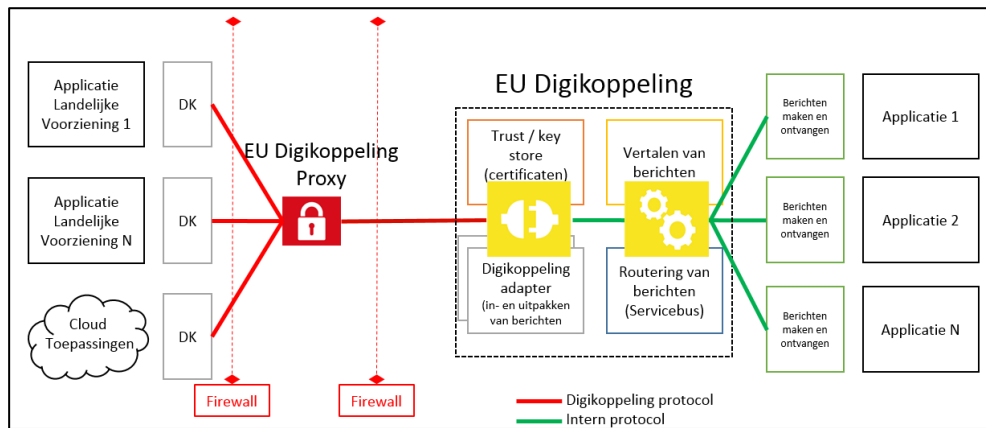 Applicatie
Landelijke
Voorziening 1
DK
Applicatie
Landelijke
Voorziening N
DK
Cloud
Toepassingen
DK
EU Digikoppeling
Proxy
Firewall
Firewall
EU Digikoppeling
Trust / key
store
(certificaten)
Vertalen van
berichten
Digikoppeling
adapter
(in- en uitpakken
van berichten
Routering van
berichten
(Servicebus)
Berichten
maken en
ontvangen
Applicatie 1
Berichten
maken en
ontvangen
Applicatie 2
Berichten
maken en
ontvangen
Applicatie N
Digikoppeling protocol
Intern protocol